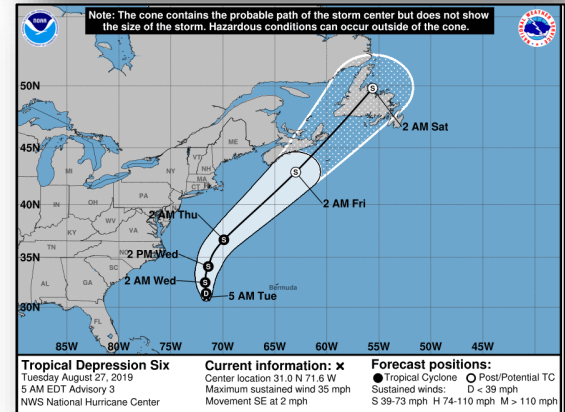 Note: The cone contains the probable path of the storm center but does not show
the size of the storm. Hazardous conditions can occur outside of the cone.
NOAA
NATIONAL WEATHER SERVICE
50N
45N
40N
35N
30N
2 AM Sat
2 AM Fri
2 AM Thu
2 PM Wed
2 AM Wed
5 AM Tue
Bermuda
ME
VT
NH
MA
CT
NY
MI
PA
IN
OH
WV
VA
KY
TN
NC
SC
AL
GA
FL
S
S
S
S
S
D
85W 80W 75W 70W 65W 60W 55W 50W 45W
Tropical Depression Six
Tuesday August 27, 2019
5 AM EDT Advisory 3
NWS National Hurricane Center
Current information: ×
Center location 31.0 N 71.6 W
Maximum sustained wind 35 mph
Movement SE at 2 mph
Forecast positions:
● Tropical Cyclone ○ Post/Potential TC
Sustained winds: D < 39 mph
S 39-73 mph H 74-110 mph M > 110 mph